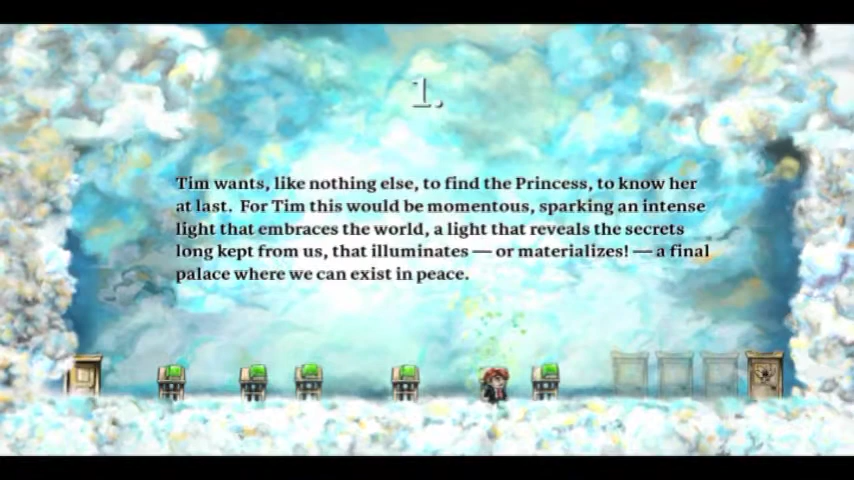 1.
Tim wants, like nothing else, to find the Princess, to know her
at last. For Tim this would be momentous, sparking an intense
light that embraces the world, a light that reveals the secrets
long kept from us, that illuminates — or materializes! — a final
palace where we can exist in peace.